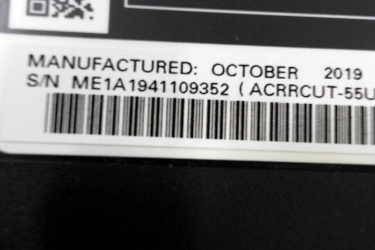 MANUFACTURED: OCTOBER 2019
S/N ME1A1941109352 ( ACRRCUT-55U